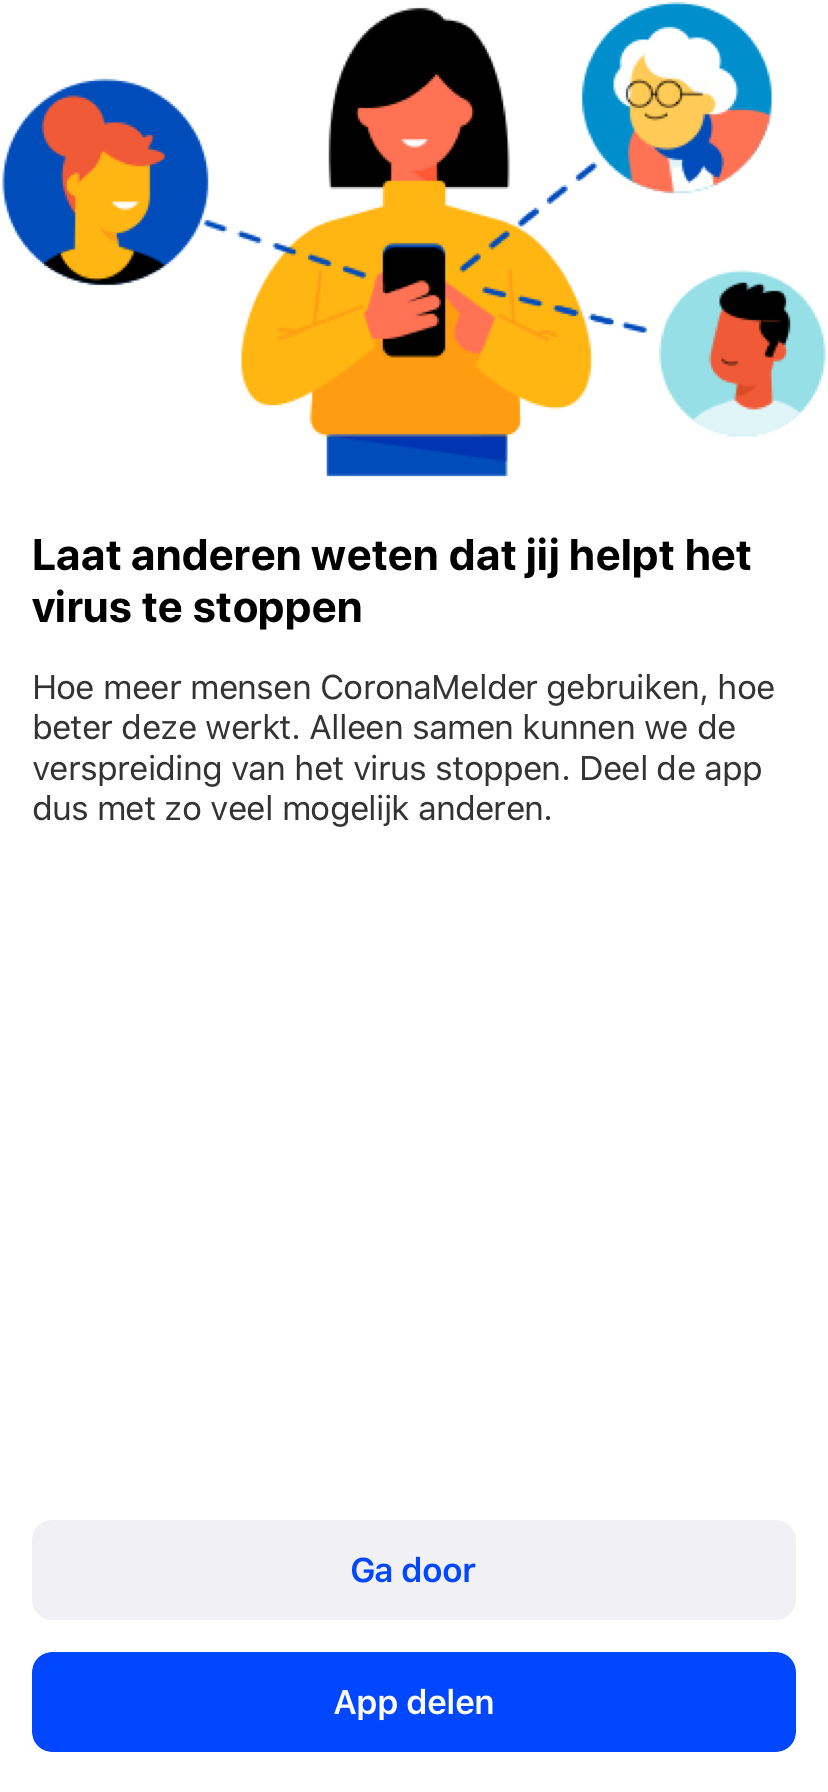 Laat anderen weten dat jij helpt het
virus te stoppen
Hoe meer mensen CoronaMelder gebruiken, hoe
beter deze werkt. Alleen samen kunnen we de
verspreiding van het virus stoppen. Deel de app
dus met zo veel mogelijk anderen.
Ga door
App delen